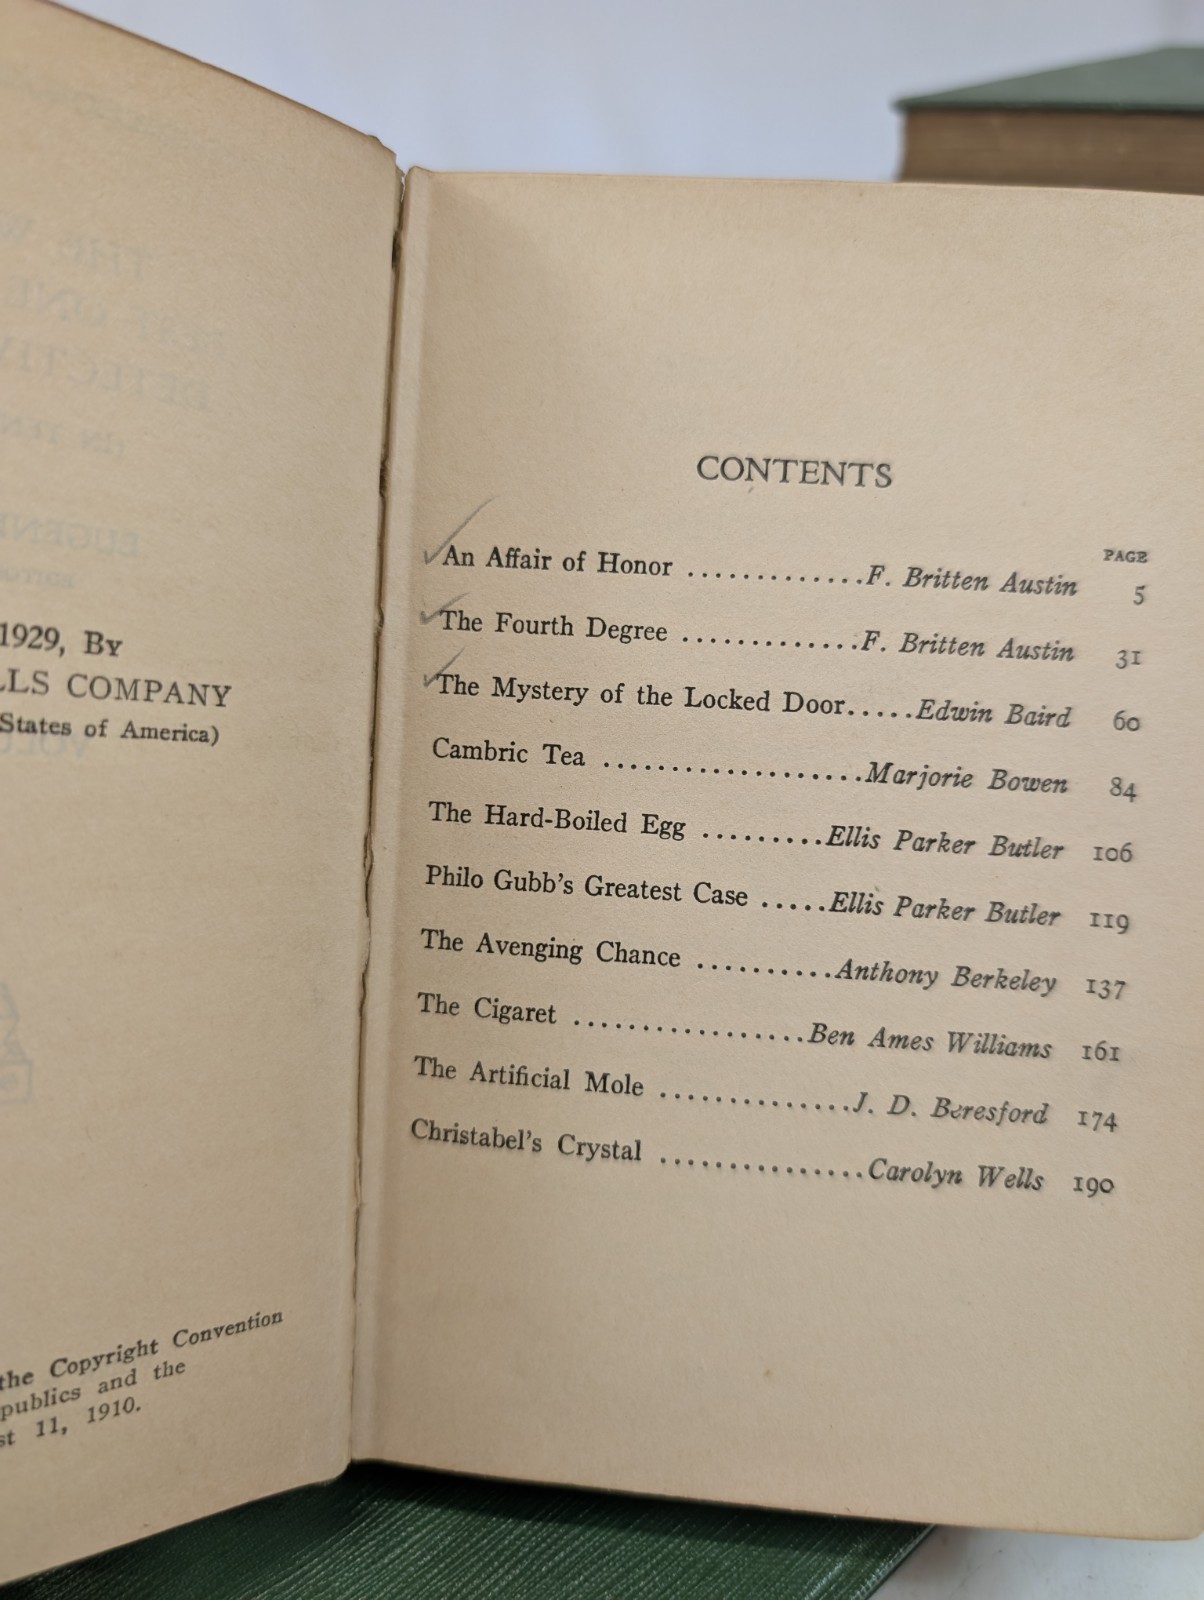 1929, By
LLS COMPANY
States of America)
the Copyright Convention
publics and the
st 11, 1910.
CONTENTS
PAGE
An Affair of Honor .............F. Britten Austin 5
The Fourth Degree .............F. Britten Austin 31
The Mystery of the Locked Door.....Edwin Baird 60
Cambric Tea ...................Marjorie Bowen 84
The Hard-Boiled Egg .........Ellis Parker Butler 106
Philo Gubb's Greatest Case .....Ellis Parker Butler 119
The Avenging Chance ..........Anthony Berkeley 137
The Cigaret .................Ben Ames Williams 161
The Artificial Mole ..............J. D. Beresford 174
Christabel's Crystal ...............Carolyn Wells 190